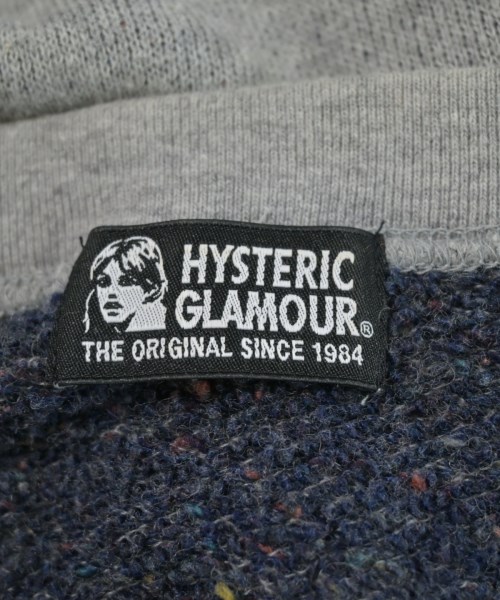 HYSTERIC
GLAMOUR®
THE ORIGINAL SINCE 1984